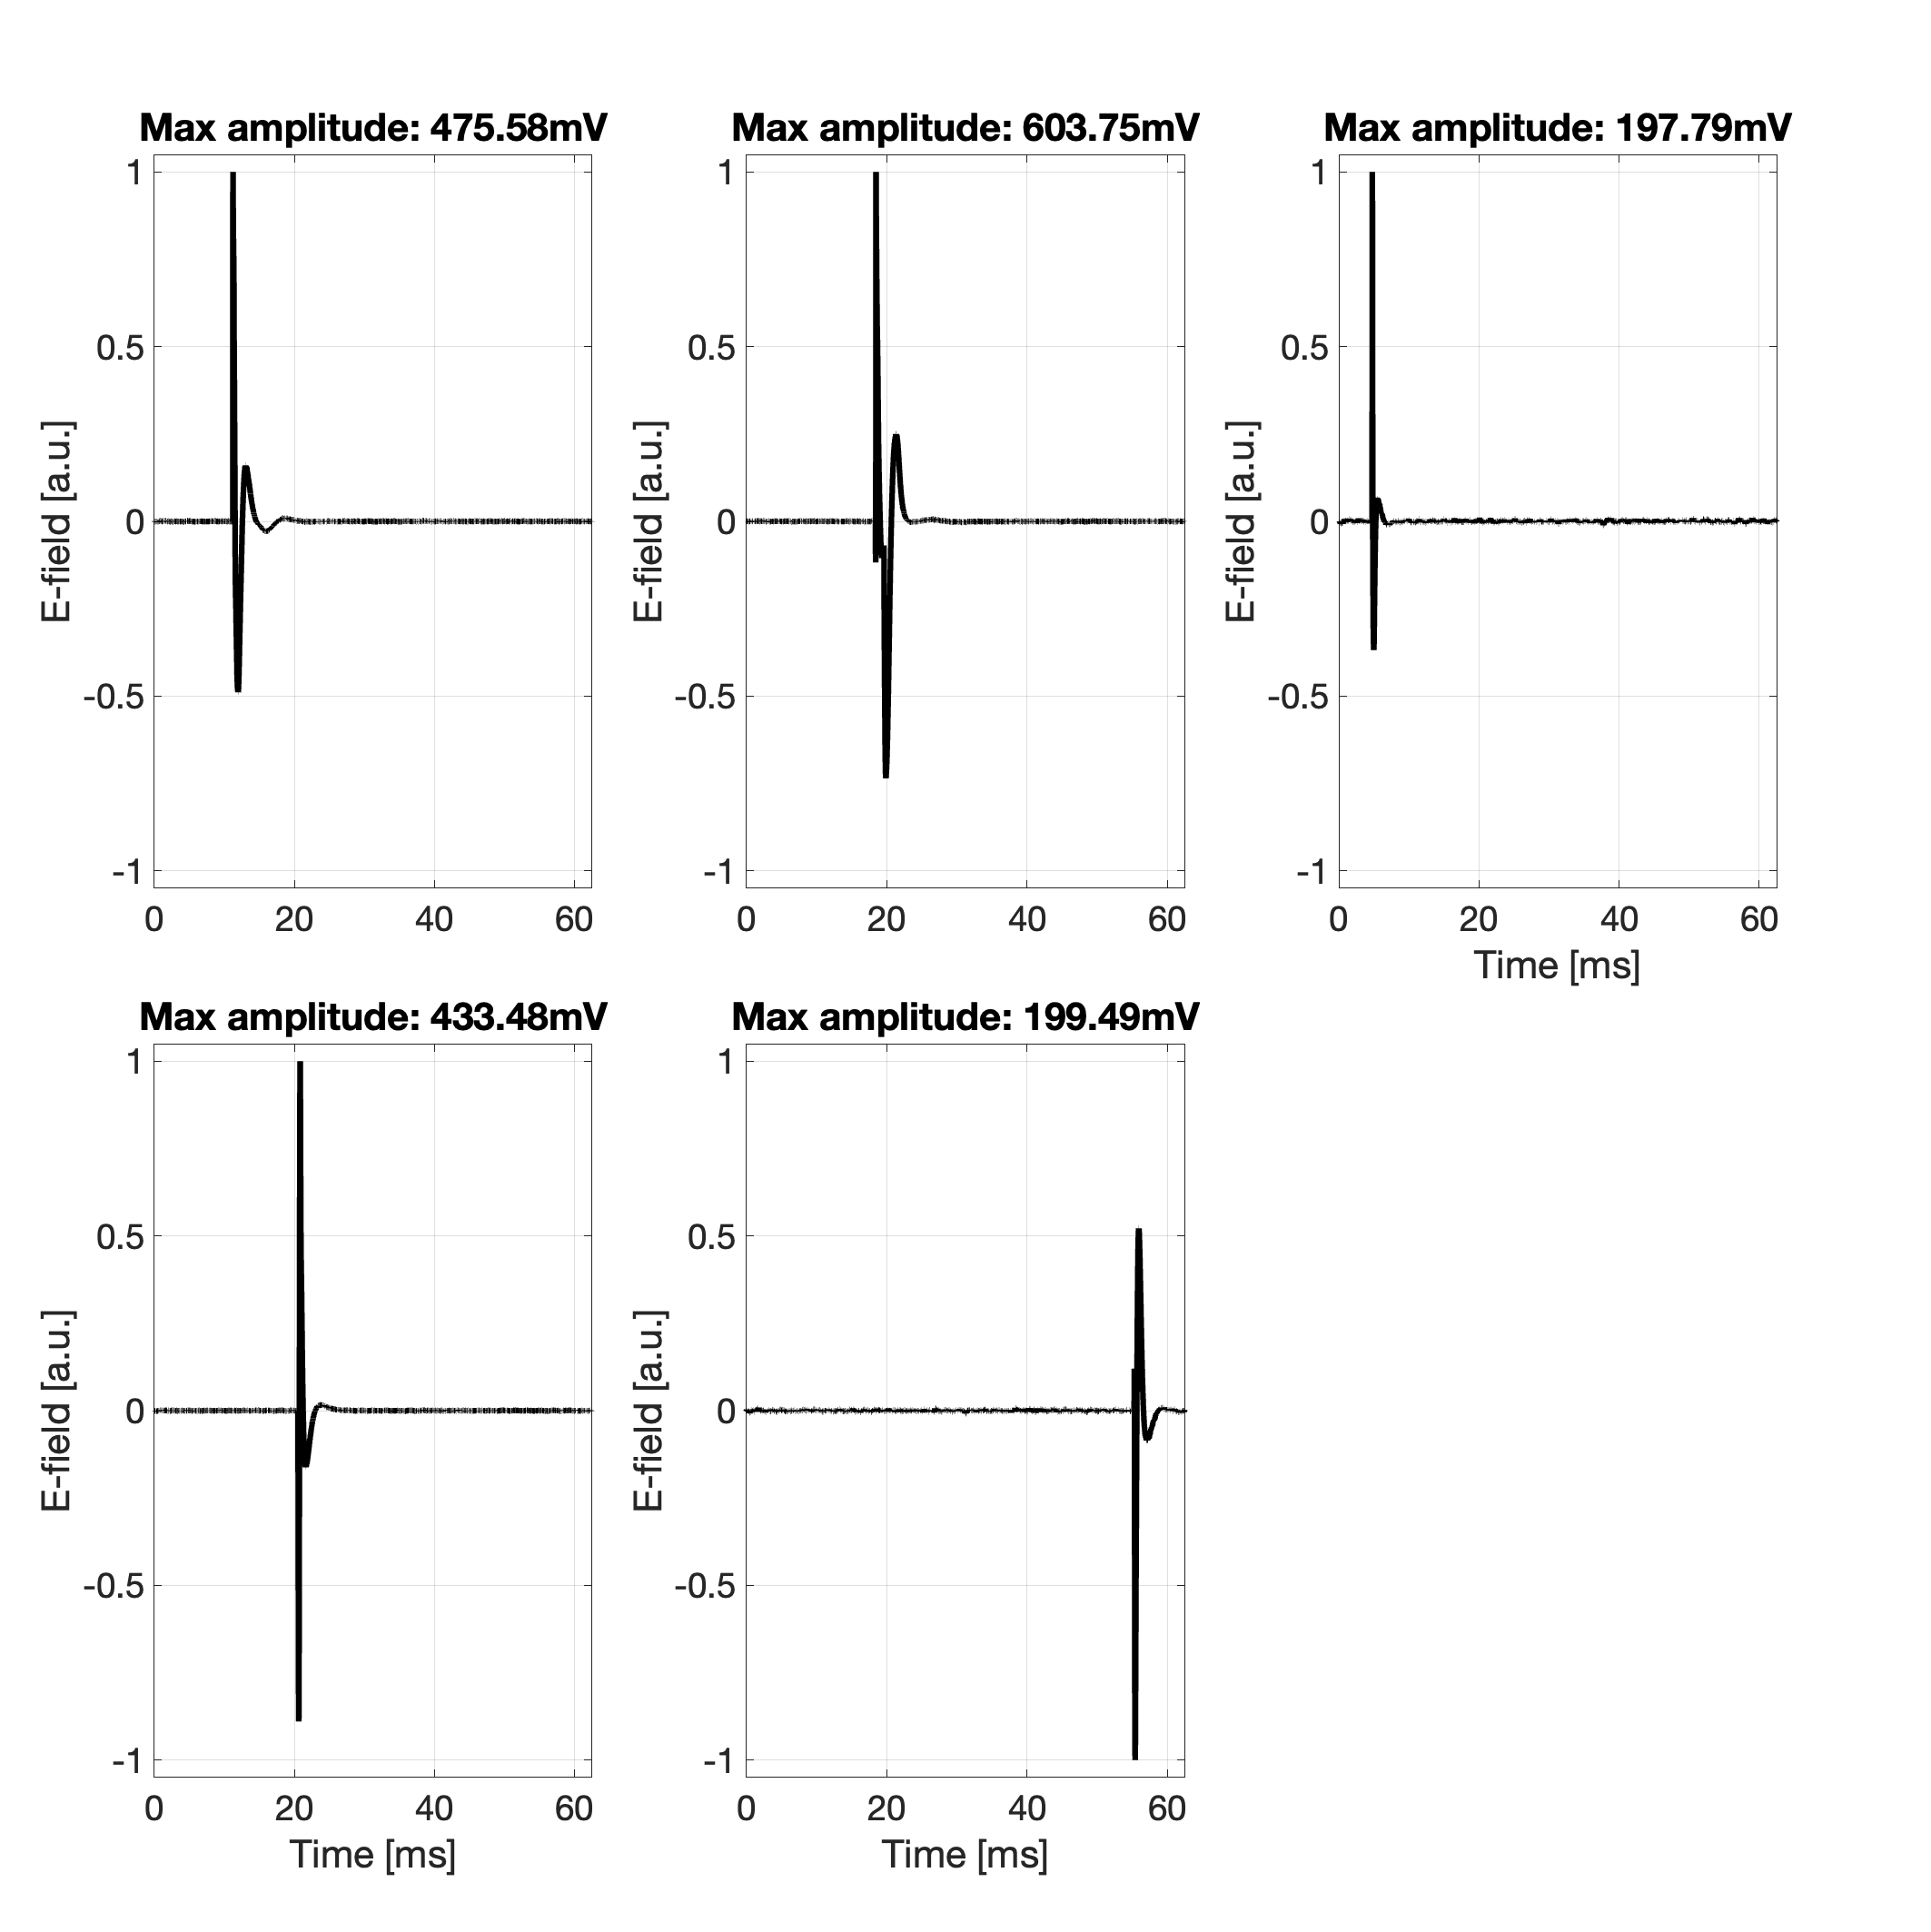 Max amplitude: 475.58mV
1
0.5
0
-0.5
-1
E-field [a.u.]
0 20 40 60
Max amplitude: 603.75mV
1
0.5
0
-0.5
-1
E-field [a.u.]
0 20 40 60
Max amplitude: 197.79mV
1
0.5
0
-0.5
-1
E-field [a.u.]
0 20 40 60
Time [ms]
Max amplitude: 433.48mV
1
0.5
0
-0.5
-1
E-field [a.u.]
0 20 40 60
Time [ms]
Max amplitude: 199.49mV
1
0.5
0
-0.5
-1
E-field [a.u.]
0 20 40 60
Time [ms]